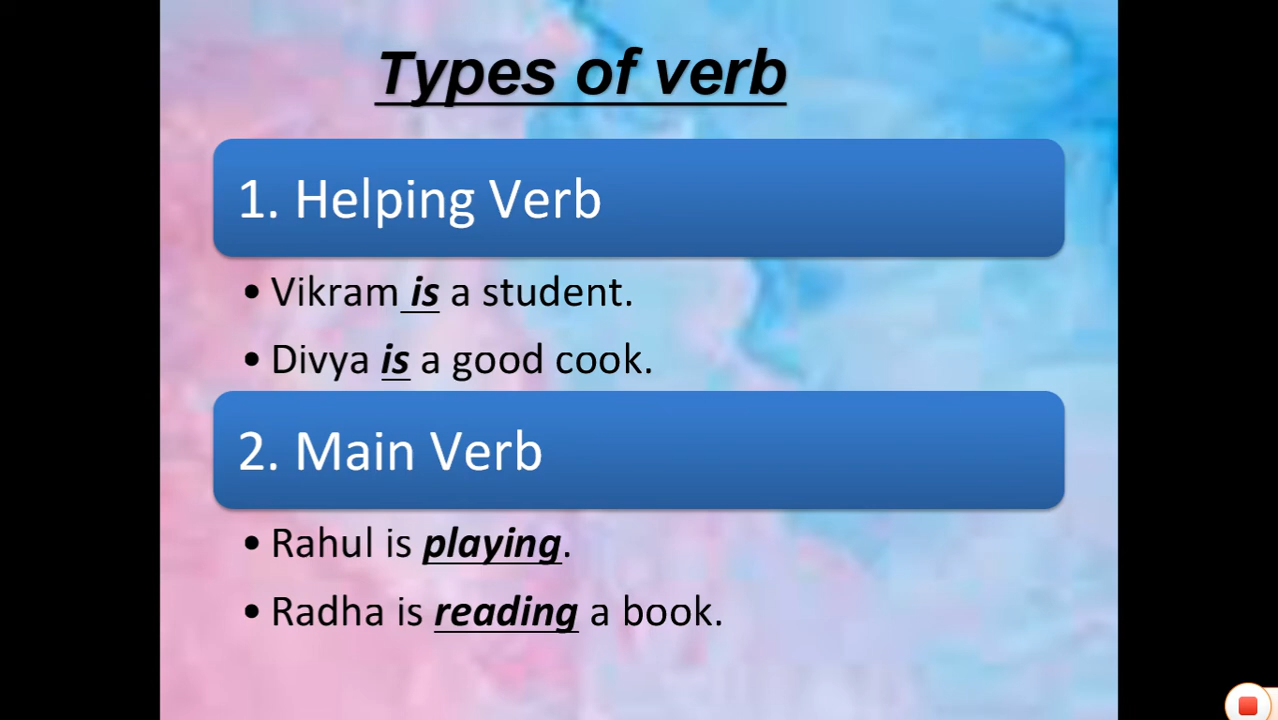 Types of verb
1. Helping Verb
• Vikram is a student.
• Divya is a good cook.
2. Main Verb
• Rahul is playing.
• Radha is reading a book.